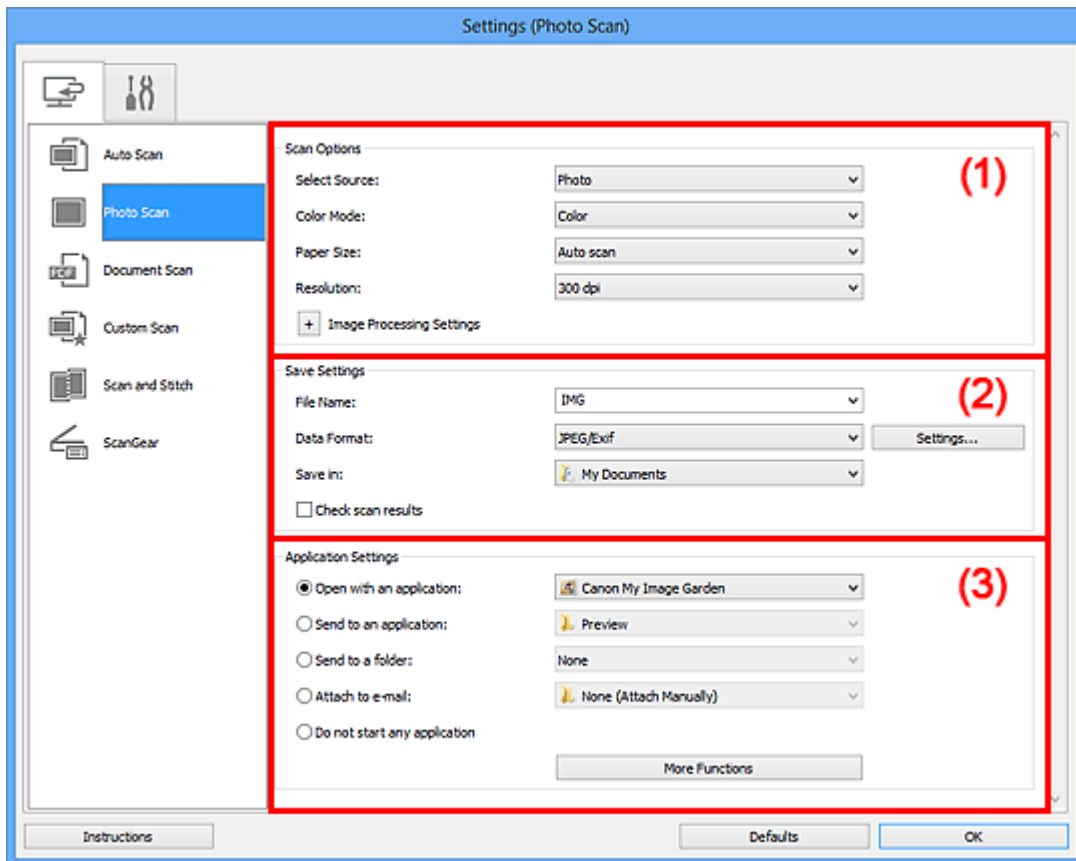 Settings (Photo Scan)
Auto Scan
Photo Scan
Document Scan
Custom Scan
Scan and Stitch
ScanGear
Scan Options
(1)
Select Source: Photo
Color Mode: Color
Paper Size: Auto scan
Resolution: 300 dpi
+ Image Processing Settings
Save Settings
(2)
File Name: IMG
Data Format: JPEG/Exif Settings...
Save in: My Documents
Check scan results
Application Settings
(3)
Open with an application: Canon My Image Garden
Send to an application: Preview
Send to a folder: None
Attach to e-mail: None (Attach Manually)
Do not start any application
More Functions
Instructions Defaults OK